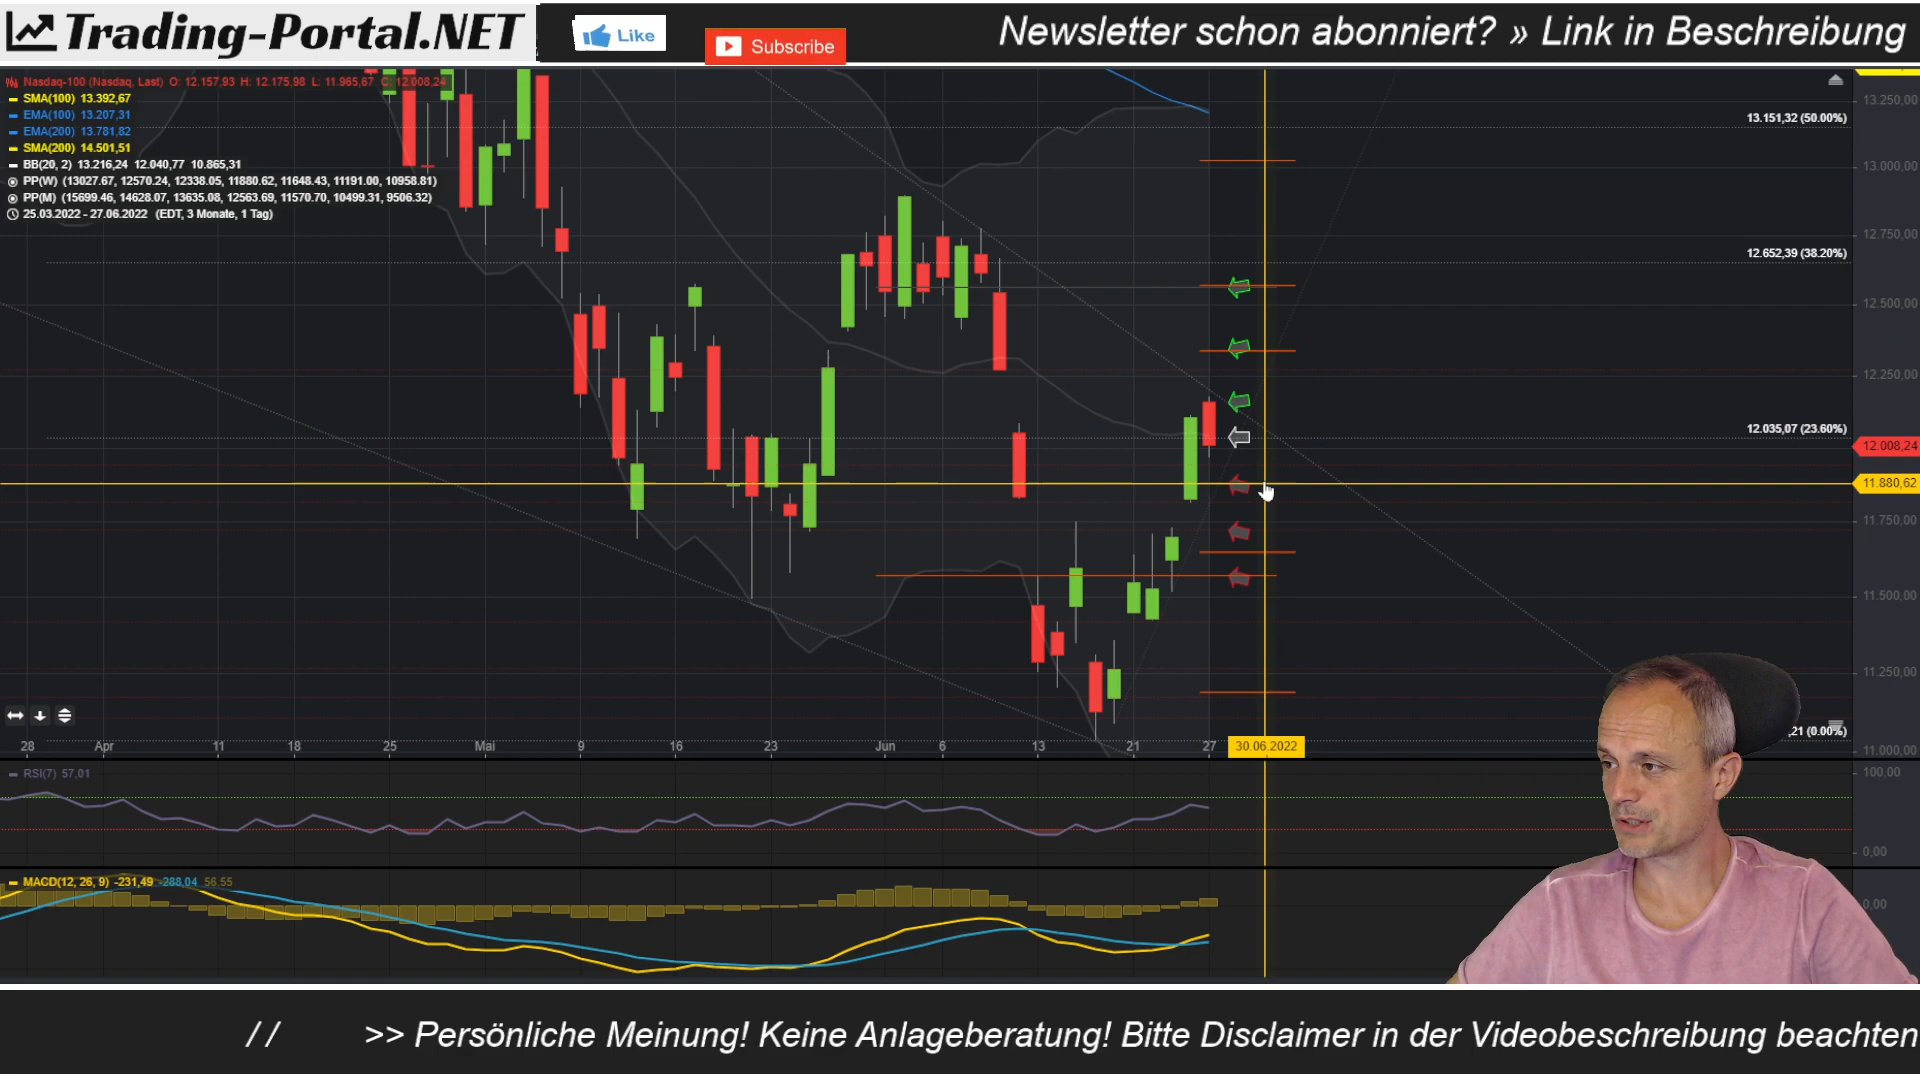 Trading-Portal.NET
Like
Subscribe
Newsletter schon abonniert? » Link in Beschreibung
Nasdaq-100 (Nasdaq, Last) O: 12.157,93 H: 12.175,98 L: 11.965,67 C: 12.008,24
SMA(100) 13.392,67
EMA(100) 13.207,31
EMA(200) 13.781,82
SMA(200) 14.501,51
BB(20, 2) 13.216,24 12.040,77 10.865,31
PP(W) (13027.67, 12570.24, 12338.05, 11880.62, 11648.43, 11191.00, 10958.81)
PP(M) (15699.46, 14628.07, 13635.08, 12563.69, 11570.70, 10499.31, 9506.32)
25.03.2022 - 27.06.2022 (EDT, 3 Monate, 1 Tag)
13.250,00
13.151,32 (50.00%)
13.000,00
12.750,00
12.652,39 (38.20%)
12.500,00
12.250,00
12.035,07 (23.60%)
12.008,24
11.880,62
11.750,00
11.500,00
11.250,00
,21 (0.00%)
11.000,00
28 Apr 11 18 25 Mai 9 16 23 Jun 6 13 21 27 30.06.2022
RSI(7) 57,01
100,00
0,00
MACD(12, 26, 9) -231,49 -288,04 56,55
0,00
// >> Persönliche Meinung! Keine Anlageberatung! Bitte Disclaimer in der Videobeschreibung beachten